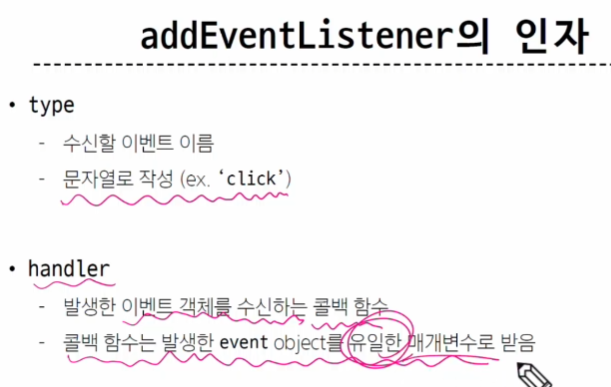 addEventListener의 인자
• type
- 수신할 이벤트 이름
- 문자열로 작성 (ex. ‘click’)
• handler
- 발생한 이벤트 객체를 수신하는 콜백 함수
- 콜백 함수는 발생한 event object를 유일한 매개변수로 받음